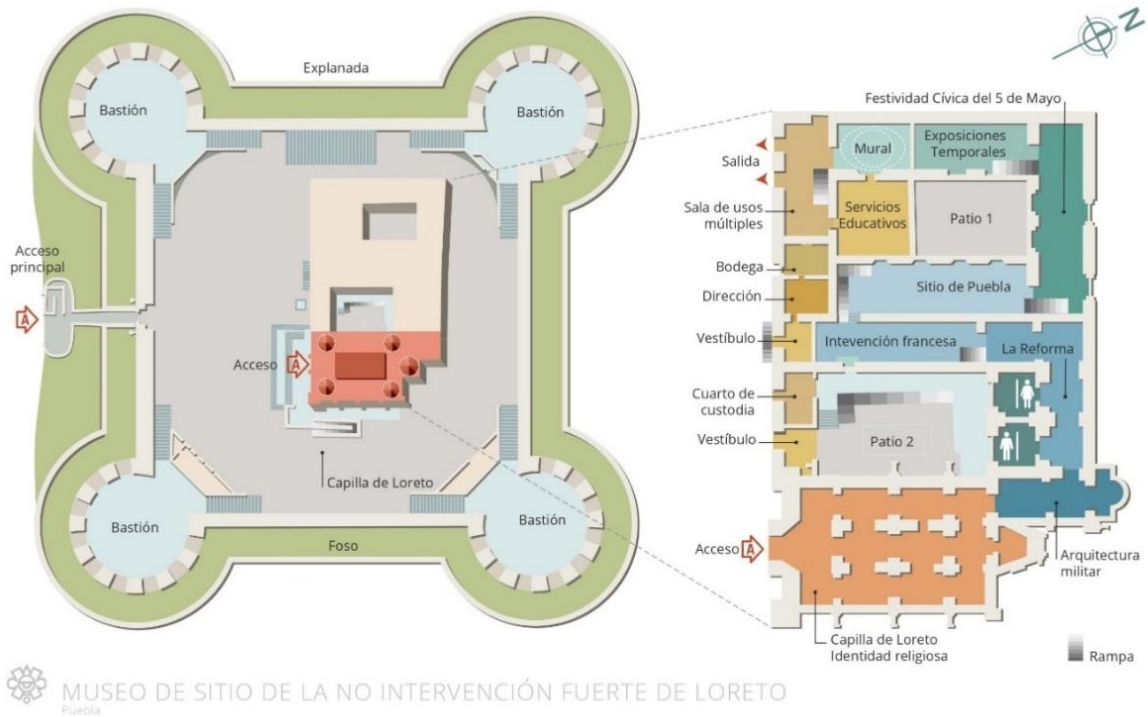 N
Explanada
Bastión
Bastión
Acceso
principal
A
Acceso
A
Capilla de Loreto
Bastión
Bastión
Foso
Festividad Cívica del 5 de Mayo
Salida
Mural
Exposiciones
Temporales
Sala de usos
múltiples
Servicios
Educativos
Patio 1
Bodega
Dirección
Sitio de Puebla
Vestíbulo
Intevención francesa
La Reforma
Cuarto de
custodia
Vestíbulo
Patio 2
Acceso
A
Arquitectura
militar
Capilla de Loreto
Identidad religiosa
Rampa
MUSEO DE SITIO DE LA NO INTERVENCIÓN FUERTE DE LORETO
Puebla